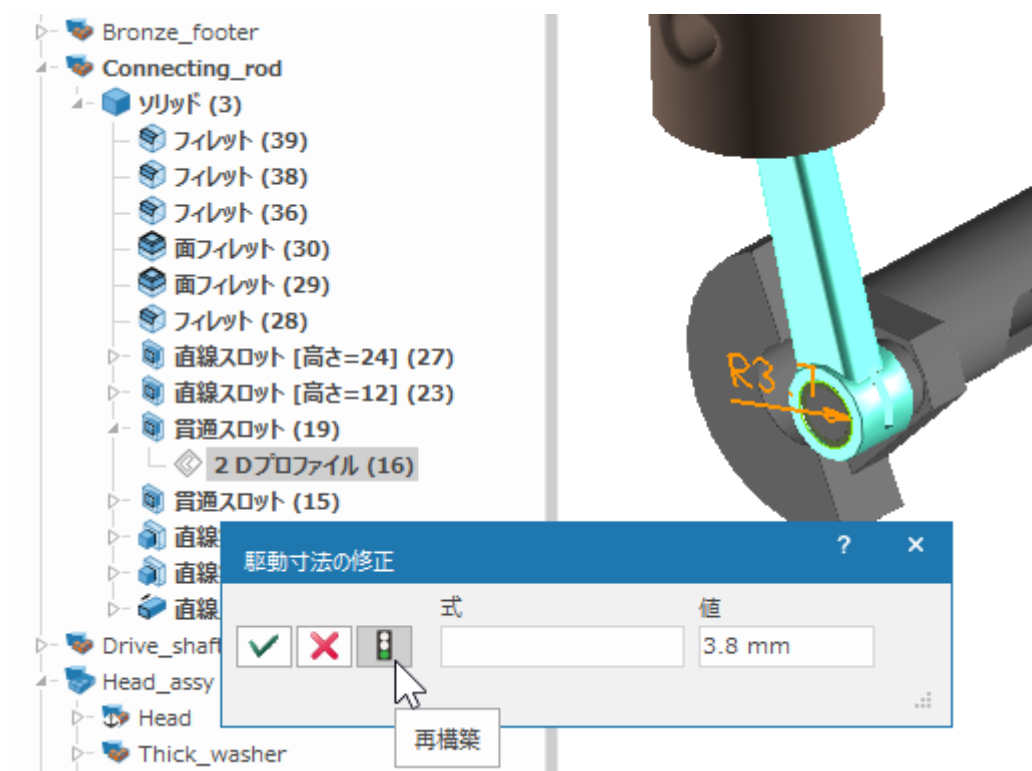 Bronze_footer
Connecting_rod
ソリッド (3)
フィレット (39)
フィレット (38)
フィレット (36)
面フィレット (30)
面フィレット (29)
フィレット (28)
直線スロット [高さ=24] (27)
直線スロット [高さ=12] (23)
貫通スロット (19)
2Dプロファイル (16)
貫通スロット (15)
直線
直線
直線
Drive_shaft
Head_assy
Head
Thick_washer
R3.1
駆動寸法の修正
? ×
式
値
3.8 mm
再構築